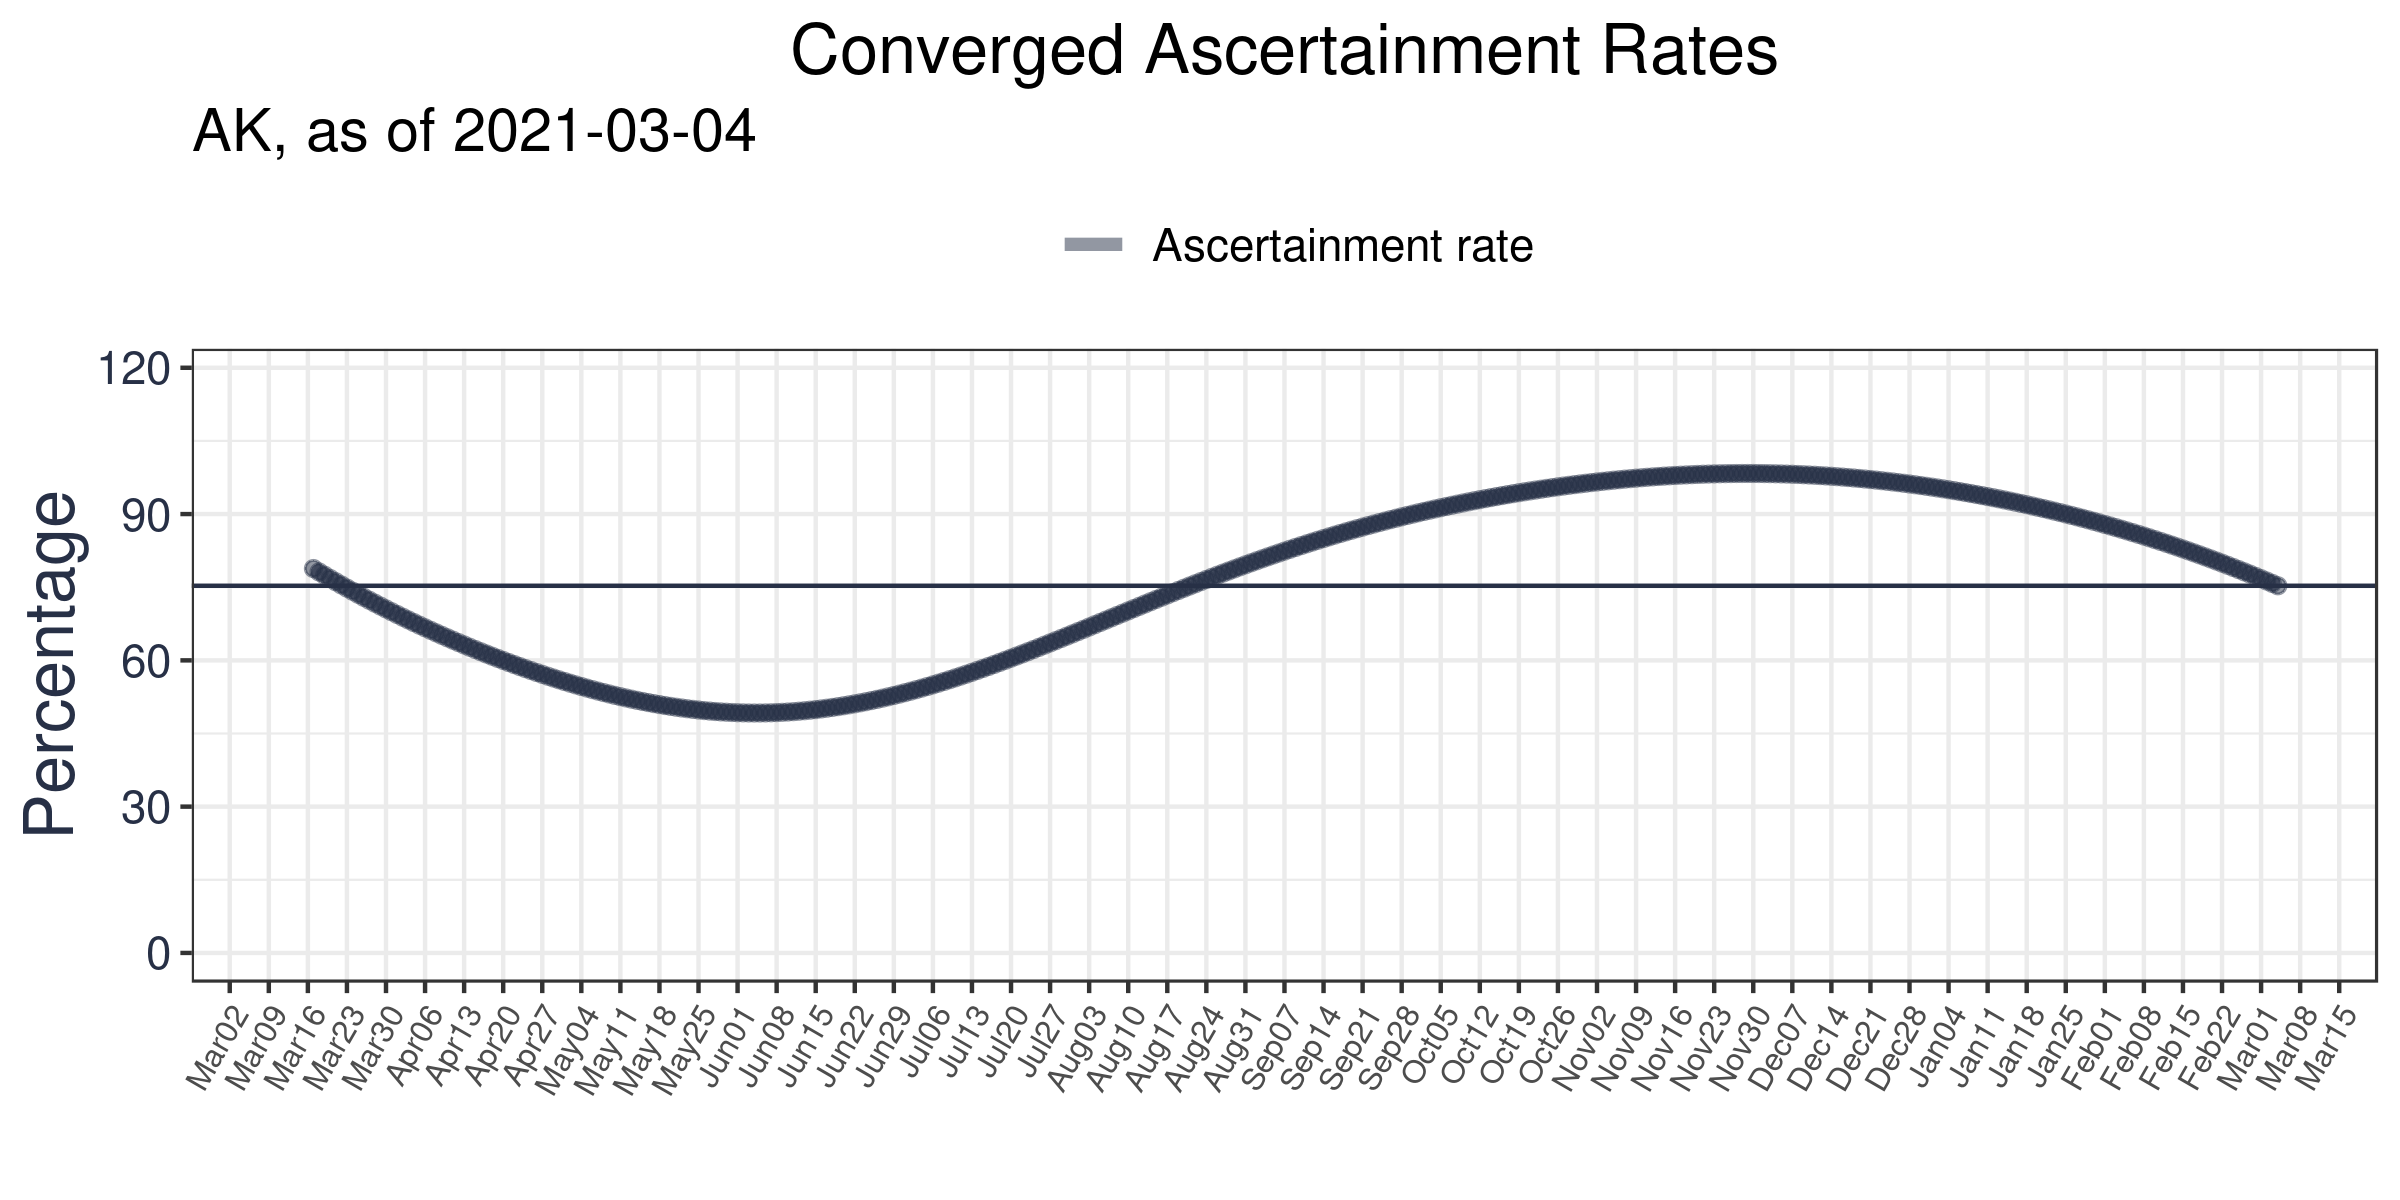 Converged Ascertainment Rates
AK, as of 2021-03-04
Ascertainment rate
Percentage
120
90
60
30
0
Mar02 Mar09 Mar16 Mar23 Mar30 Apr06 Apr13 Apr20 Apr27 May04 May11 May18 May25 Jun01 Jun08 Jun15 Jun22 Jun29 Jul06 Jul13 Jul20 Jul27 Aug03 Aug10 Aug17 Aug24 Aug31 Sep07 Sep14 Sep21 Sep28 Oct05 Oct12 Oct19 Oct26 Nov02 Nov09 Nov16 Nov23 Nov30 Dec07 Dec14 Dec21 Dec28 Jan04 Jan11 Jan18 Jan25 Feb01 Feb08 Feb15 Feb22 Mar01 Mar08 Mar15